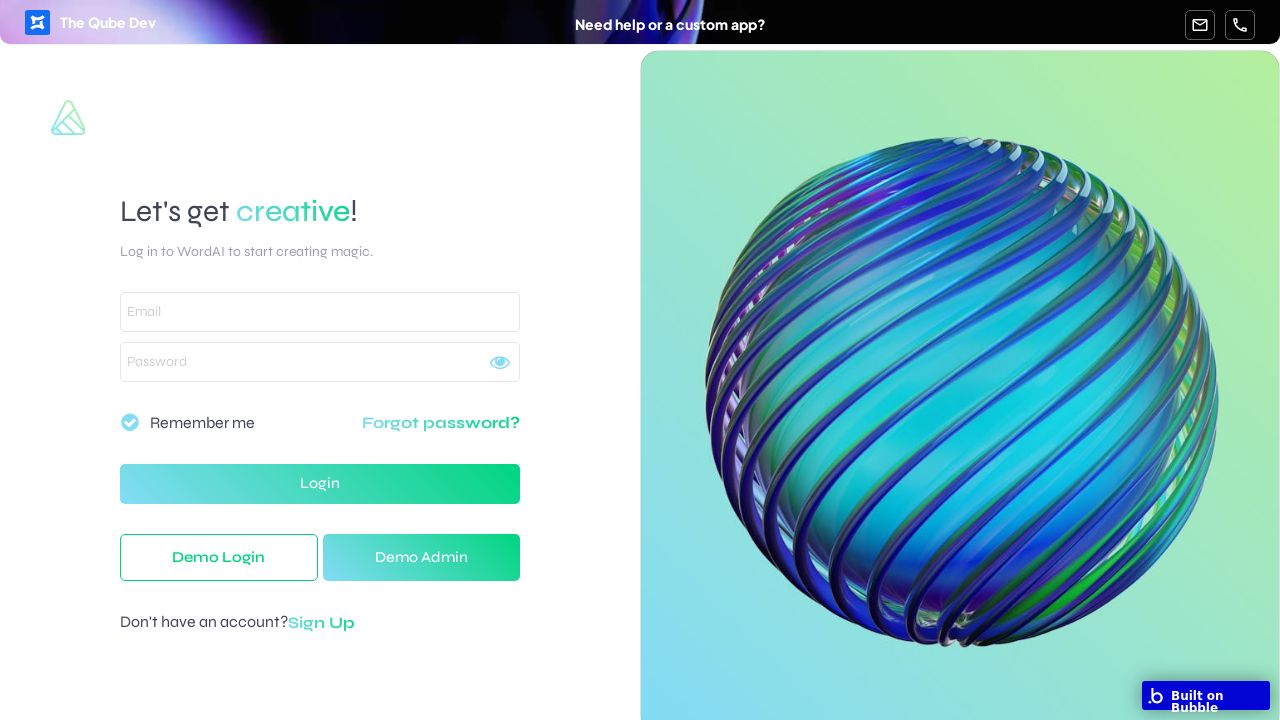 The Qube Dev
Need help or a custom app?
Let's get creative!
Log in to WordAI to start creating magic.
Email
Password
Remember me
Forgot password?
Login
Demo Login
Demo Admin
Don't have an account?Sign Up
Built on
Bubble